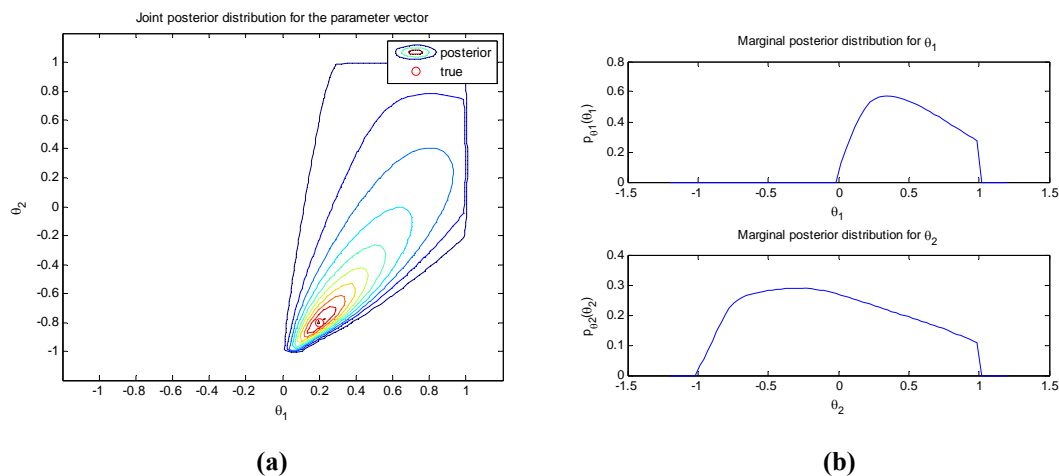 Joint posterior distribution for the parameter vector
posterior
true
1
0.8
0.6
0.4
0.2
0
-0.2
-0.4
-0.6
-0.8
-1
θ2
-1 -0.8 -0.6 -0.4 -0.2 0 0.2 0.4 0.6 0.8 1
θ1
(a)
Marginal posterior distribution for θ1
0.8
0.6
0.4
0.2
0
pθ1(θ1)
-1.5 -1 -0.5 0 0.5 1 1.5
θ1
Marginal posterior distribution for θ2
0.4
0.3
0.2
0.1
0
pθ2(θ2)
-1.5 -1 -0.5 0 0.5 1 1.5
θ2
(b)